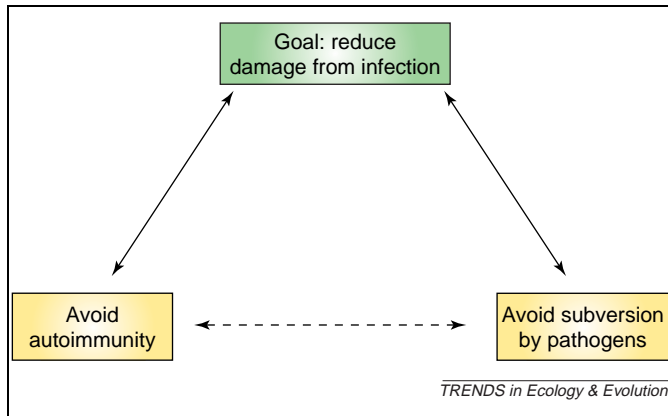 Goal: reduce
damage from infection
Avoid
autoimmunity
Avoid subversion
by pathogens
TRENDS in Ecology & Evolution